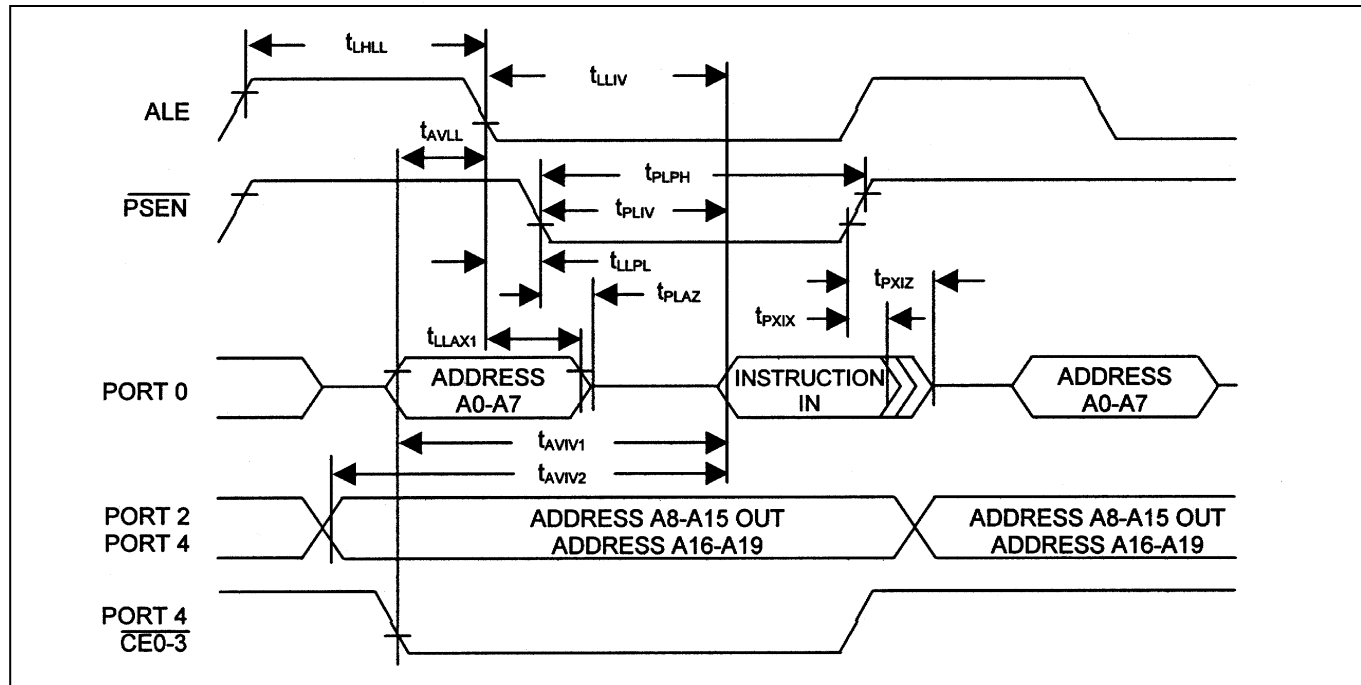 tLHLL
tLLIV
ALE
tAVLL
tPLPH
PSEN
tPLIV
tLLPL
tPLAZ
tPXIZ
tPXIX
tLLAX1
PORT 0
ADDRESS
A0-A7
INSTRUCTION
IN
ADDRESS
A0-A7
tAVIV1
tAVIV2
PORT 2
PORT 4
ADDRESS A8-A15 OUT
ADDRESS A16-A19
ADDRESS A8-A15 OUT
ADDRESS A16-A19
PORT 4
CE0-3